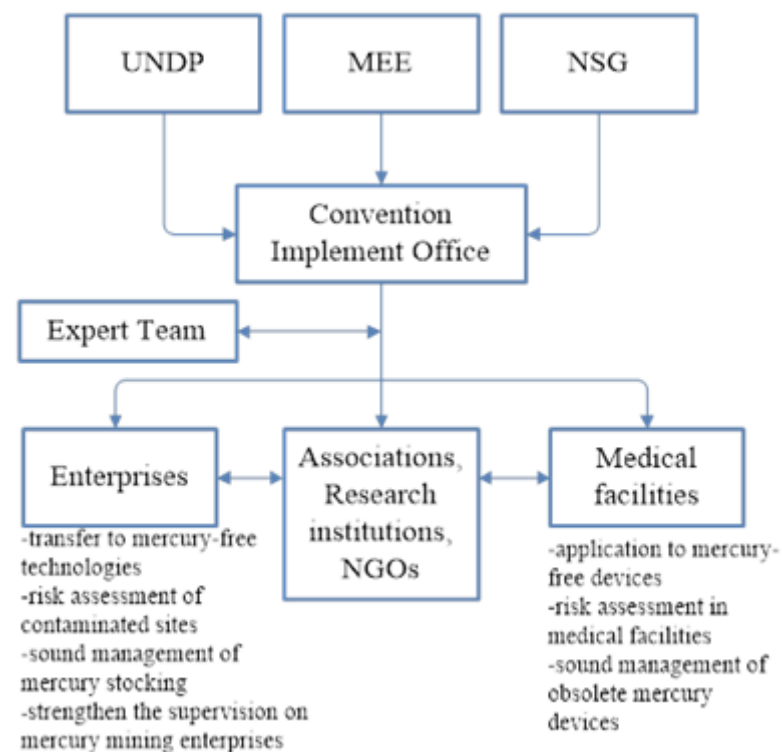 UNDP
MEE
NSG
Convention
Implement Office
Expert Team
Enterprises
Associations,
Research
institutions,
NGOs
Medical
facilities
-transfer to mercury-free
technologies
-risk assessment of
contaminated sites
-sound management of
mercury stocking
-strengthen the supervision on
mercury mining enterprises
-application to mercury-
free devices
-risk assessment in
medical facilities
-sound management of
obsolete mercury
devices